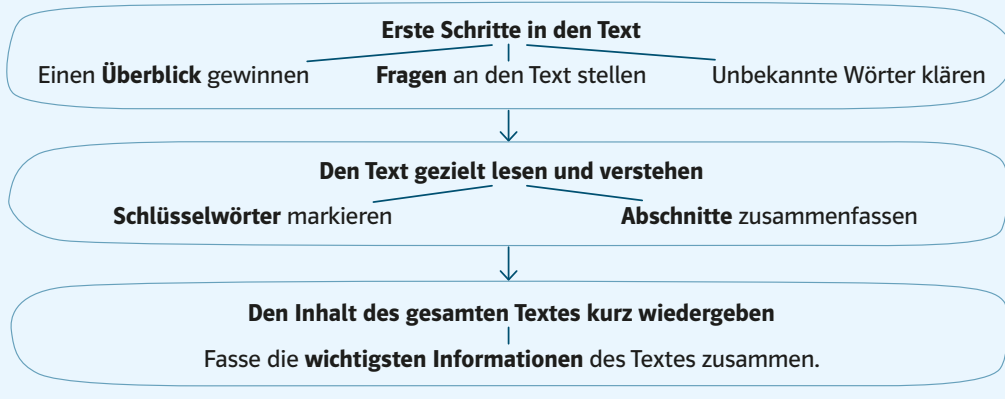 Erste Schritte in den Text
Einen Überblick gewinnen
Fragen an den Text stellen
Unbekannte Wörter klären
Den Text gezielt lesen und verstehen
Schlüsselwörter markieren
Abschnitte zusammenfassen
Den Inhalt des gesamten Textes kurz wiedergeben
Fasse die wichtigsten Informationen des Textes zusammen.